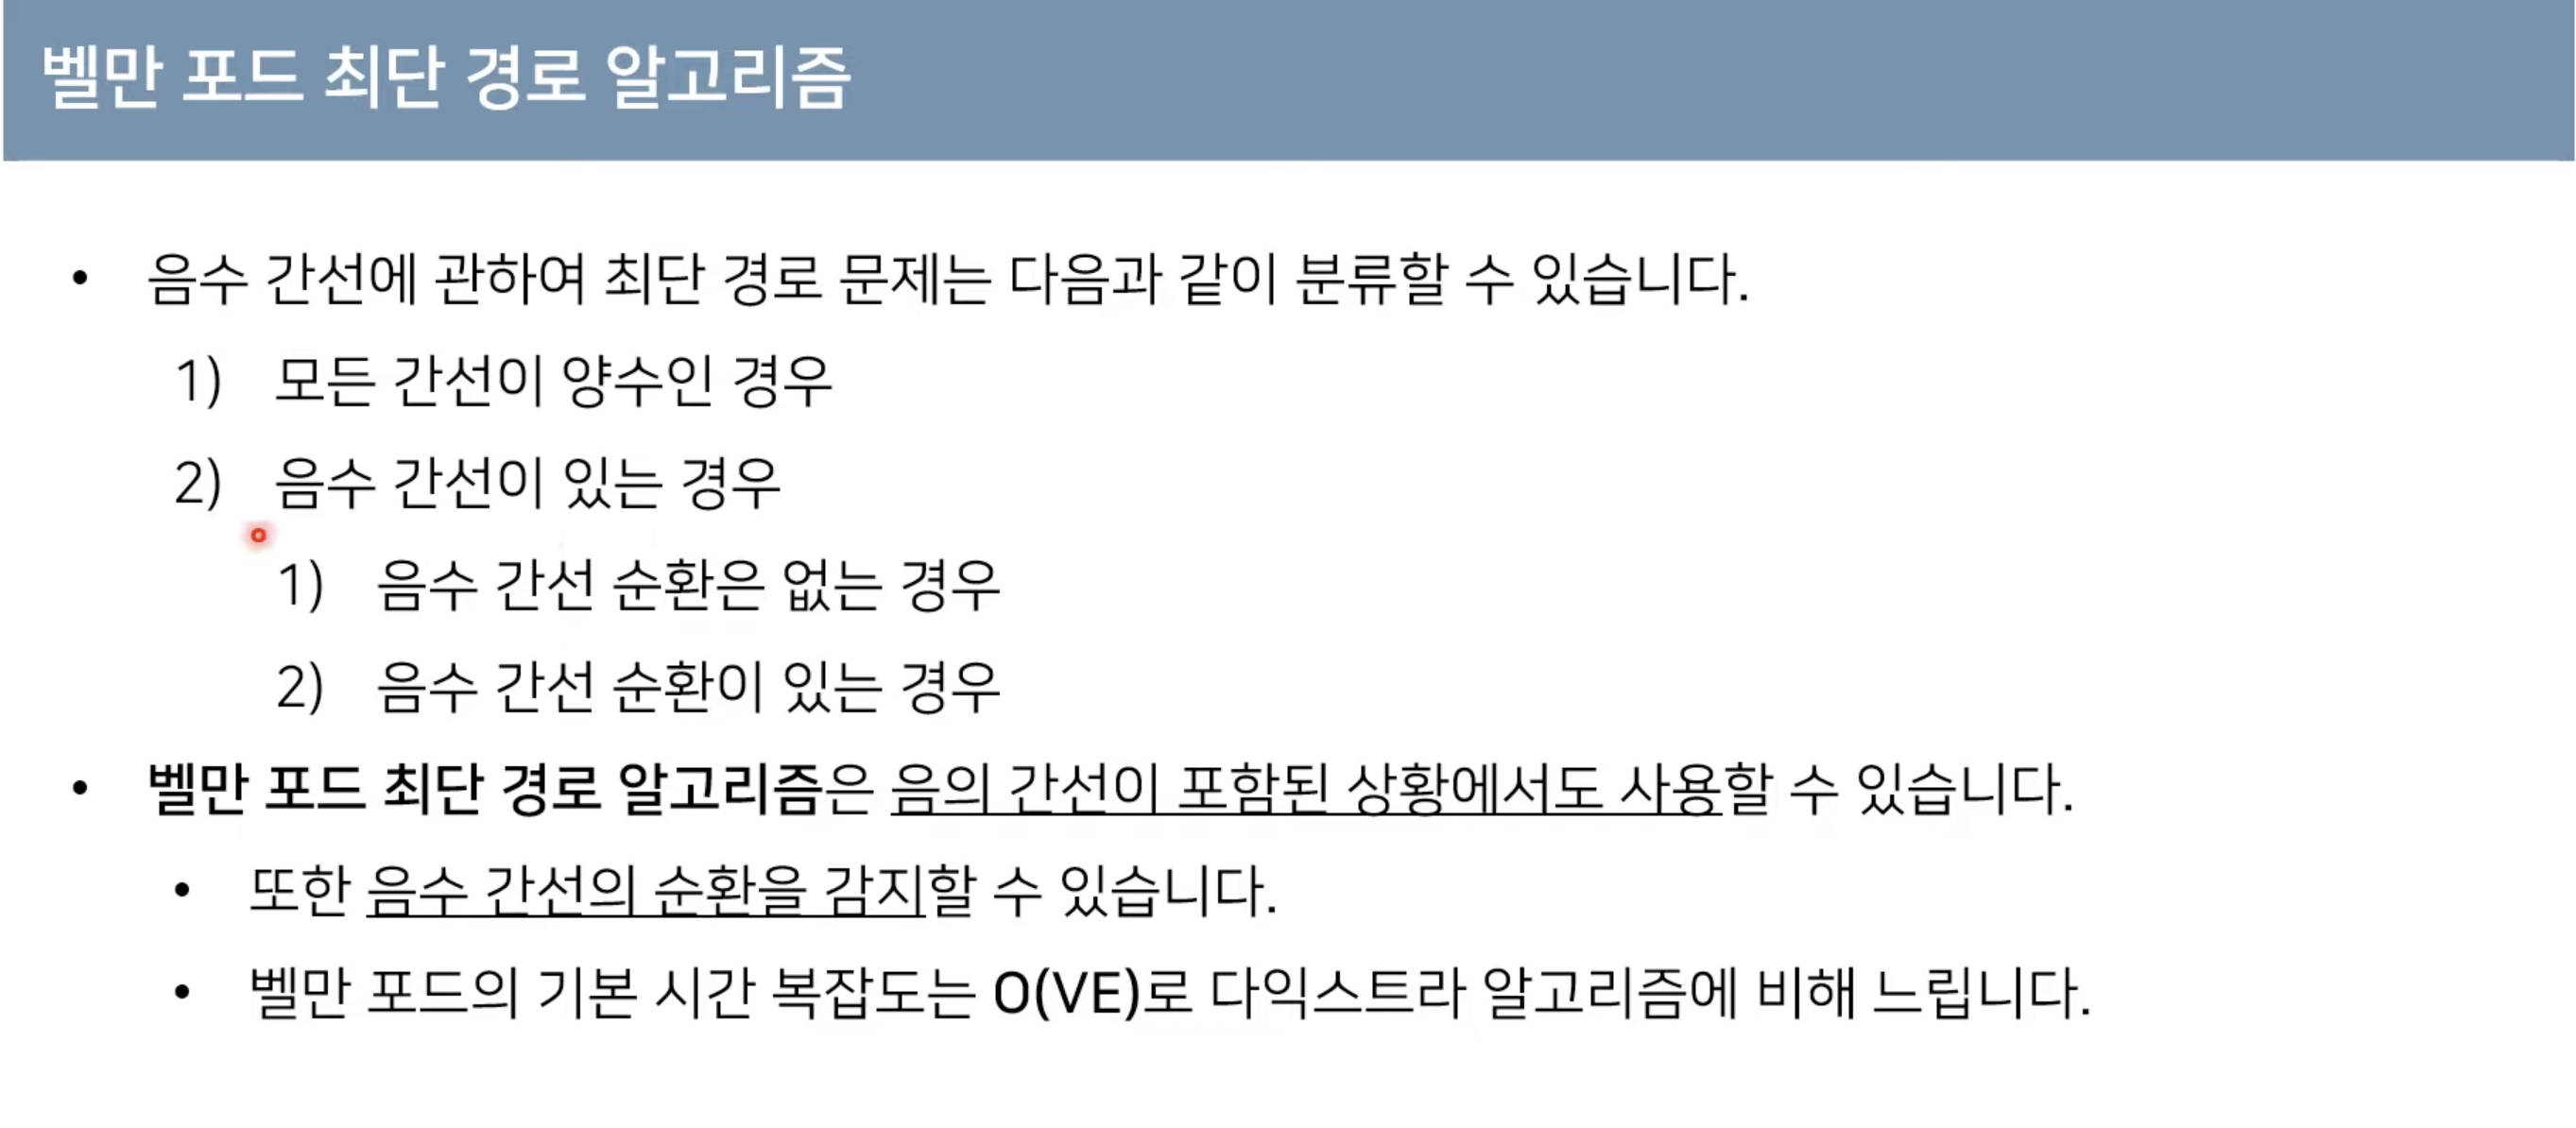 벨만 포드 최단 경로 알고리즘
• 음수 간선에 관하여 최단 경로 문제는 다음과 같이 분류할 수 있습니다.
1) 모든 간선이 양수인 경우
2) 음수 간선이 있는 경우
1) 음수 간선 순환은 없는 경우
2) 음수 간선 순환이 있는 경우
• 벨만 포드 최단 경로 알고리즘은 음의 간선이 포함된 상황에서도 사용할 수 있습니다.
• 또한 음수 간선의 순환을 감지할 수 있습니다.
• 벨만 포드의 기본 시간 복잡도는 O(VE)로 다익스트라 알고리즘에 비해 느립니다.